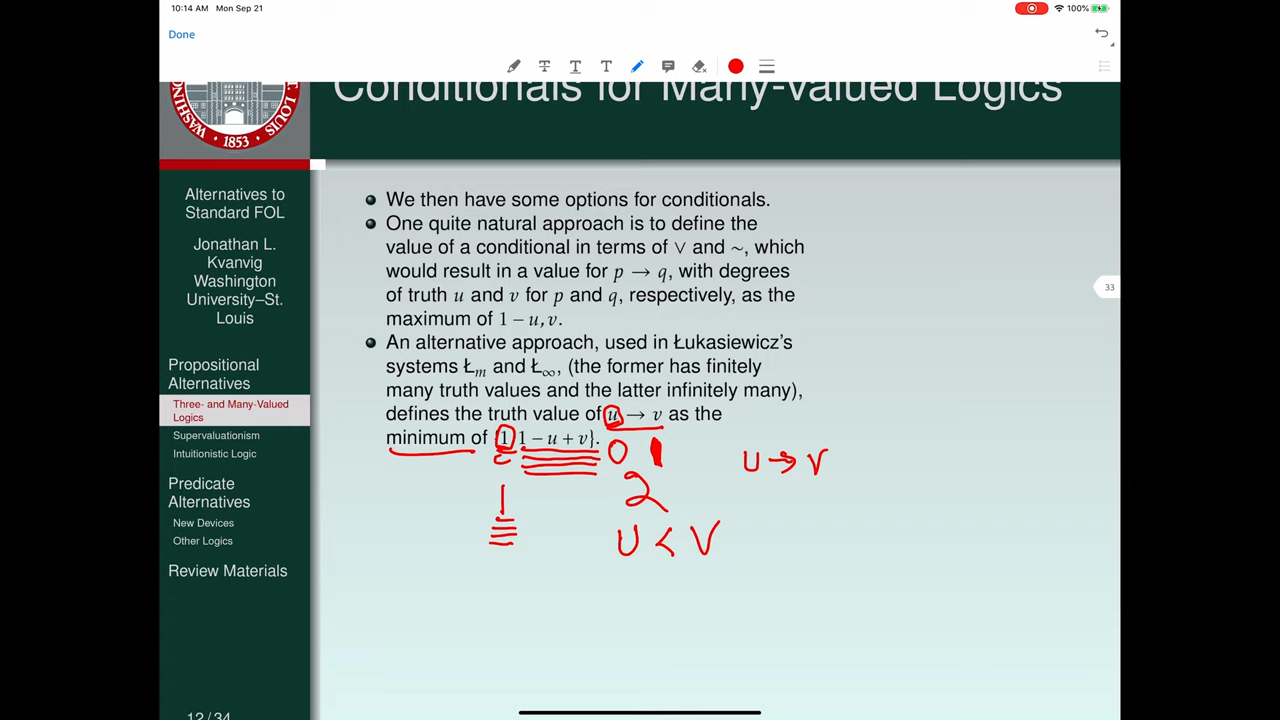 10:14 AM Mon Sep 21
100%
Done
Conditionals for Many-valued Logics
WASHINGTON
T. LOUIS
1853
Alternatives to
Standard FOL
Jonathan L.
Kvanvig
Washington
University–St.
Louis
Propositional
Alternatives
Three- and Many-Valued
Logics
Supervaluationism
Intuitionistic Logic
Predicate
Alternatives
New Devices
Other Logics
Review Materials
12 / 34
We then have some options for conditionals.
One quite natural approach is to define the
value of a conditional in terms of ∨ and ∼, which
would result in a value for p → q, with degrees
of truth u and v for p and q, respectively, as the
maximum of 1 − u, v.
An alternative approach, used in Łukasiewicz's
systems Łm and Ł∞, (the former has finitely
many truth values and the latter infinitely many),
defines the truth value of u → v as the
minimum of {1, 1 − u + v}.
0 1
U → V
1
2
U < V
33